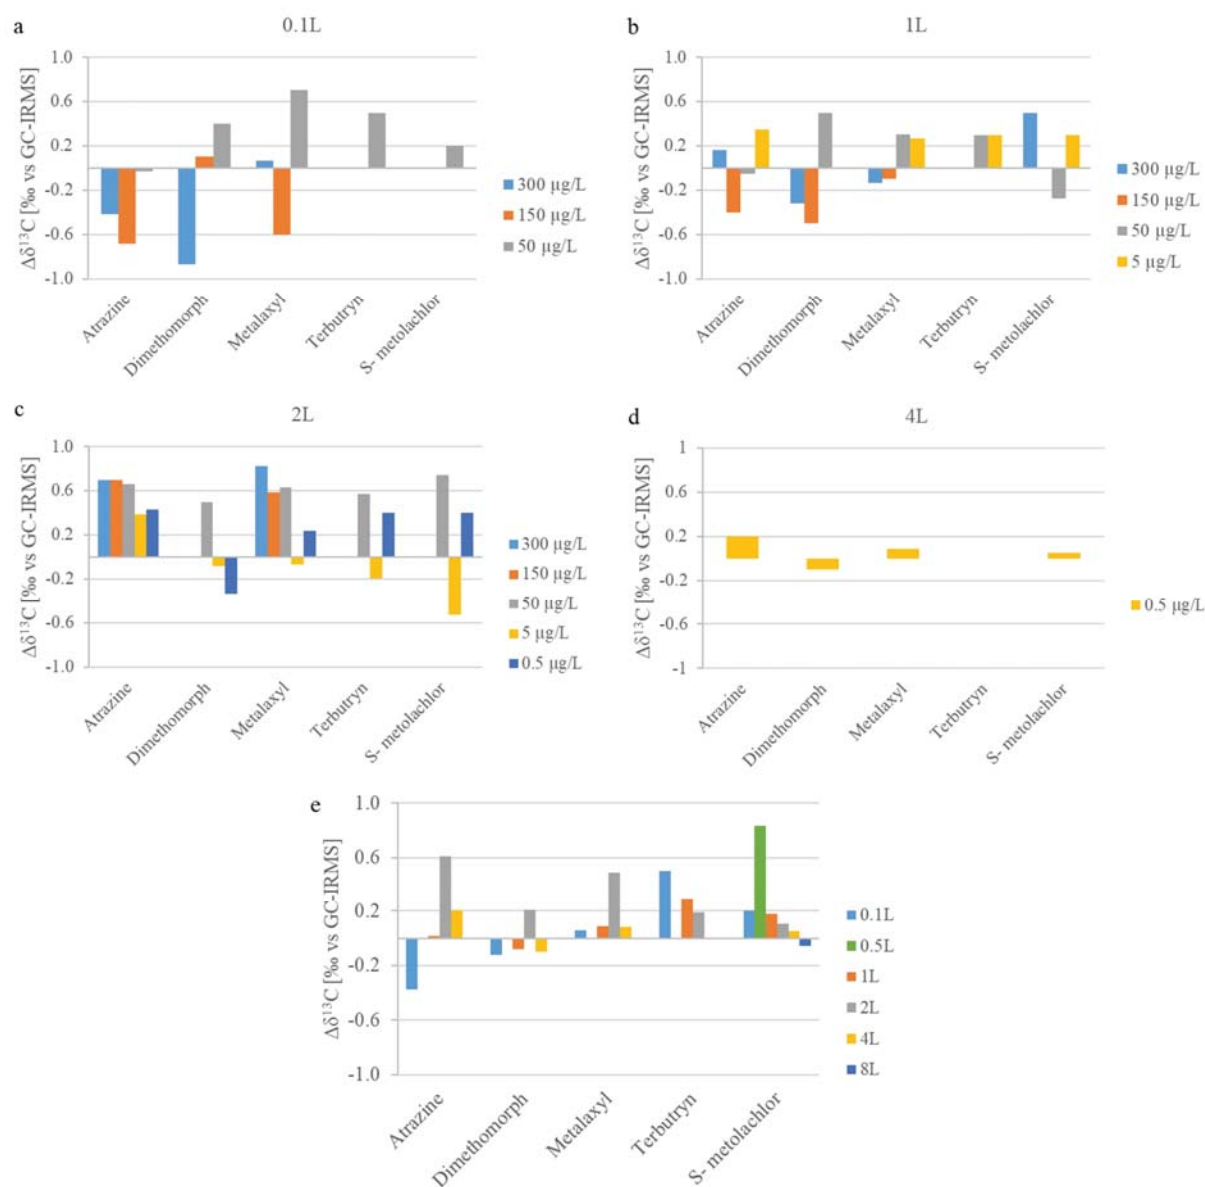 a
0.1L
Δδ¹³C [‰ vs GC-IRMS]
1.0
0.6
0.2
-0.2
-0.6
-1.0
Atrazine
Dimethomorph
Metalaxyl
Terbutryn
S- metolachlor
300 µg/L
150 µg/L
50 µg/L
b
1L
Δδ¹³C [‰ vs GC-IRMS]
1.0
0.6
0.2
-0.2
-0.6
-1.0
Atrazine
Dimethomorph
Metalaxyl
Terbutryn
S- metolachlor
300 µg/L
150 µg/L
50 µg/L
5 µg/L
c
2L
Δδ¹³C [‰ vs GC-IRMS]
1.0
0.6
0.2
-0.2
-0.6
-1.0
Atrazine
Dimethomorph
Metalaxyl
Terbutryn
S- metolachlor
300 µg/L
150 µg/L
50 µg/L
5 µg/L
0.5 µg/L
d
4L
Δδ¹³C [‰ vs GC-IRMS]
1
0.6
0.2
-0.2
-0.6
-1
Atrazine
Dimethomorph
Metalaxyl
Terbutryn
S- metolachlor
0.5 µg/L
e
Δδ¹³C [‰ vs GC-IRMS]
1.0
0.6
0.2
-0.2
-0.6
-1.0
Atrazine
Dimethomorph
Metalaxyl
Terbutryn
S- metolachlor
0.1L
0.5L
1L
2L
4L
8L